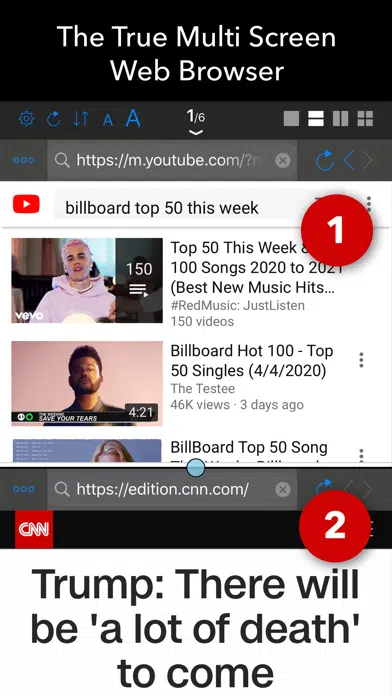 The True Multi Screen
Web Browser
A A 1/6
https://m.youtube.com/?
1
billboard top 50 this week
Top 50 This Week
100 Songs 2020 to 2021
(Best New Music Hits...
#RedMusic: JustListen
150 videos
150
vevo
Billboard Hot 100 - Top
50 Singles (4/4/2020)
The Testee
46K views · 3 days ago
THE WEEKND
SAVE YOUR TEARS
4:21
BillBoard Top 50 Song
https://edition.cnn.com/
2
CNN
Trump: There will
be 'a lot of death'
to come